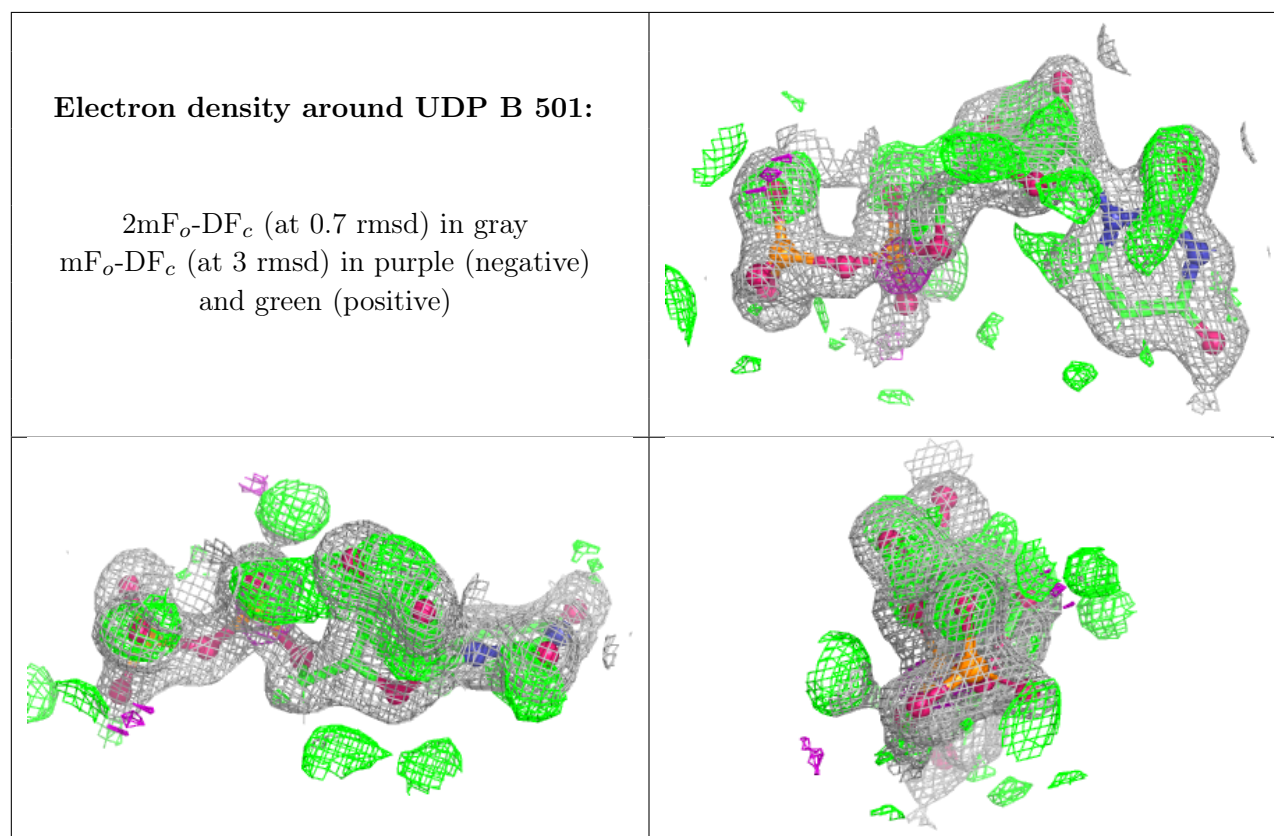 Electron density around UDP B 501:
2mFₒ-DF𝒸 (at 0.7 rmsd) in gray
mFₒ-DF𝒸 (at 3 rmsd) in purple (negative)
and green (positive)